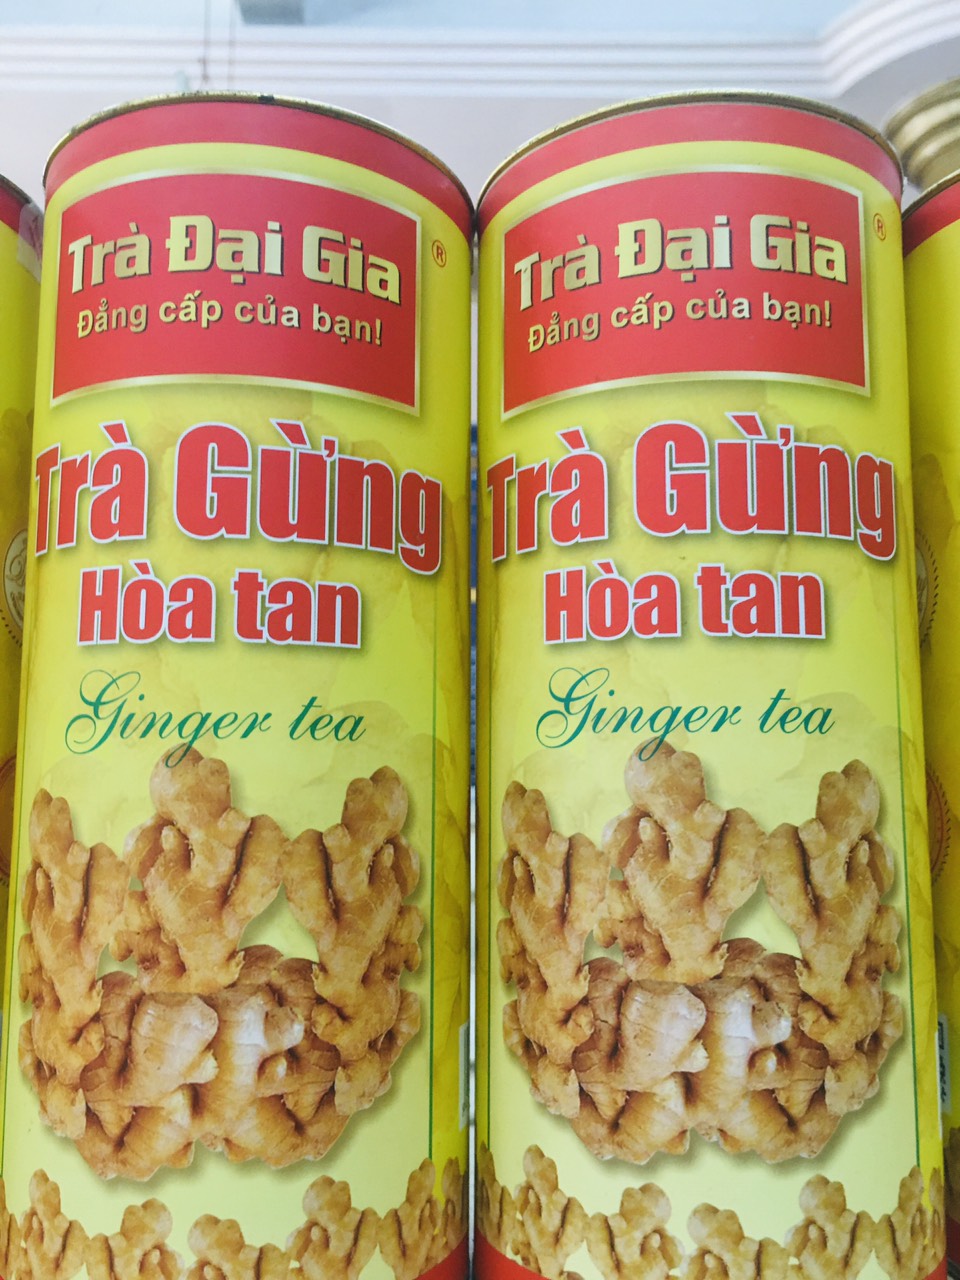 Trà Đại Gia ®
Đẳng cấp của bạn!
Trà Gừng
Hòa tan
Ginger tea
Trà Đại Gia ®
Đẳng cấp của bạn!
Trà Gừng
Hòa tan
Ginger tea